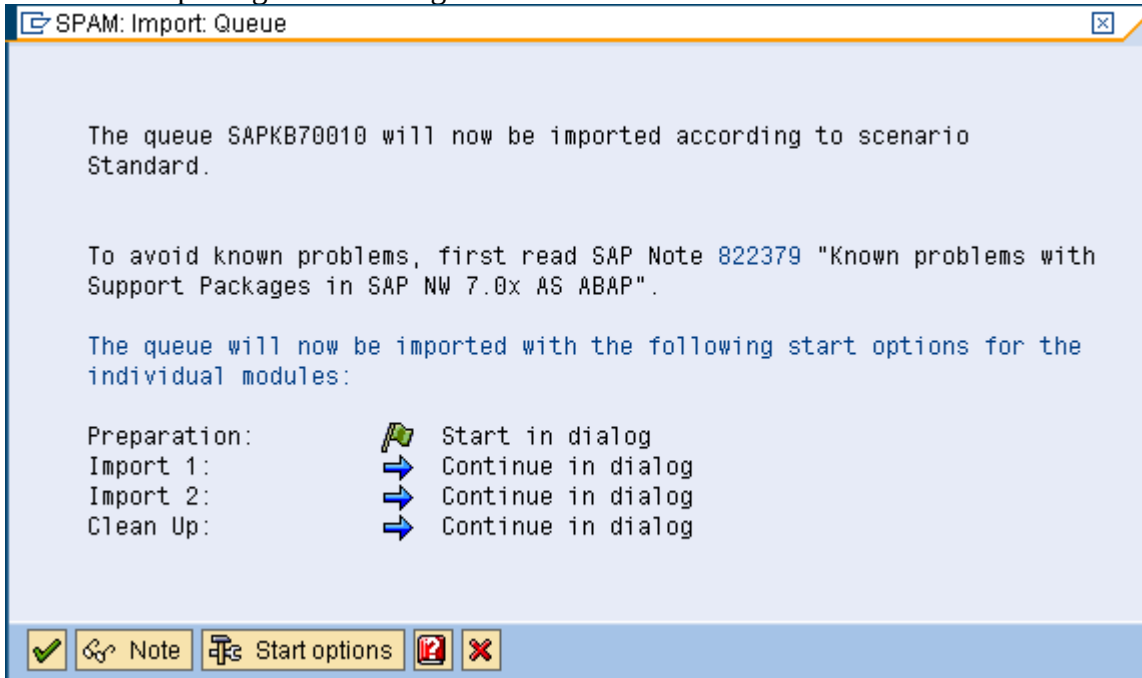 SPAM: Import: Queue
The queue SAPKB70010 will now be imported according to scenario
Standard.
To avoid known problems, first read SAP Note 822379 "Known problems with
Support Packages in SAP NW 7.0x AS ABAP".
The queue will now be imported with the following start options for the
individual modules:
Preparation: Start in dialog
Import 1: Continue in dialog
Import 2: Continue in dialog
Clean Up: Continue in dialog
Note Start options